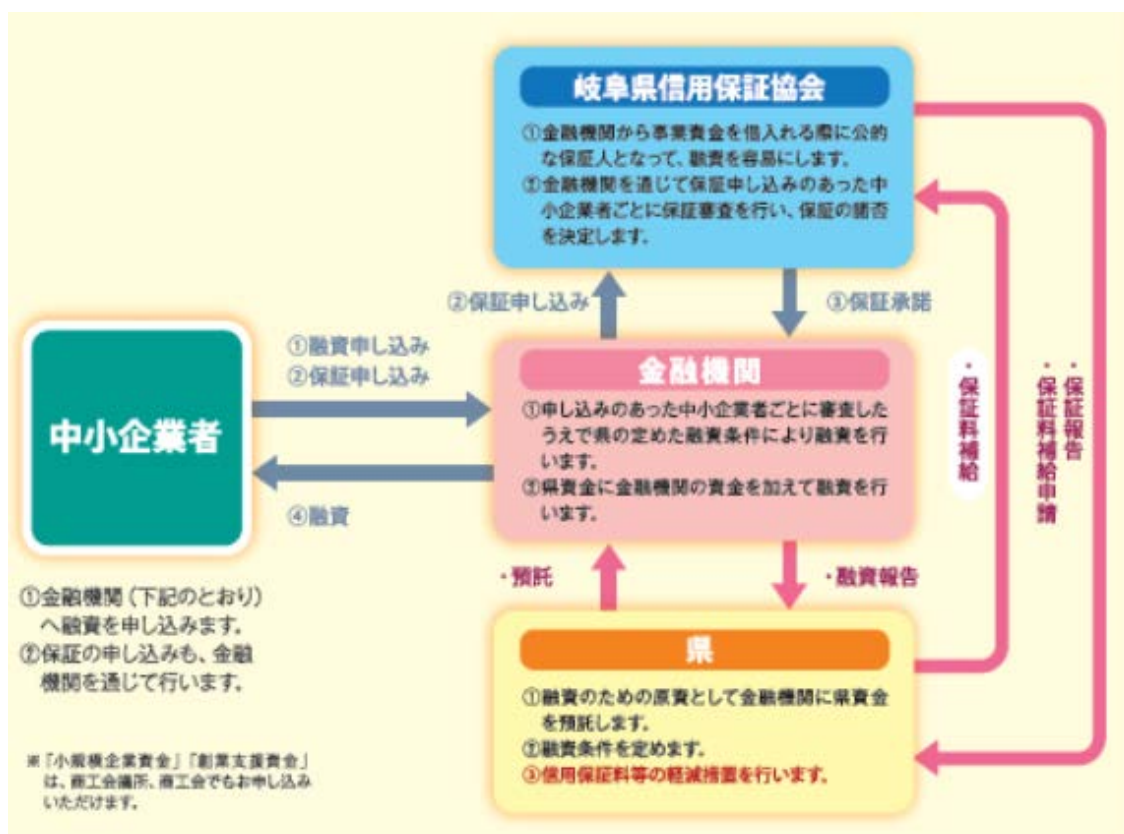 岐阜県信用保証協会
①金融機関から事業資金を借入れる際に公的
な保証人となって、融資を容易にします。
②金融機関を通じて保証申し込みのあった中
小企業者ごとに保証審査を行い、保証の諾否
を決定します。
②保証申し込み
③保証承諾
①融資申し込み
②保証申し込み
中小企業者
④融資
金融機関
①申し込みのあった中小企業者ごとに審査した
うえで県の定めた融資条件により融資を行
います。
②県資金に金融機関の資金を加えて融資を行
います。
・保証料補給
・保証報告
・保証料補給申請
・預託
・融資報告
①金融機関(下記のとおり)
へ融資を申し込みます。
②保証の申し込みも、金融
機関を通じて行います。
県
①融資のための原資として金融機関に県資金
を預託します。
②融資条件を定めます。
③信用保証料等の軽減措置を行います。
※「小規模企業資金」「創業支援資金」
は、商工会議所、商工会でもお申し込み
いただけます。